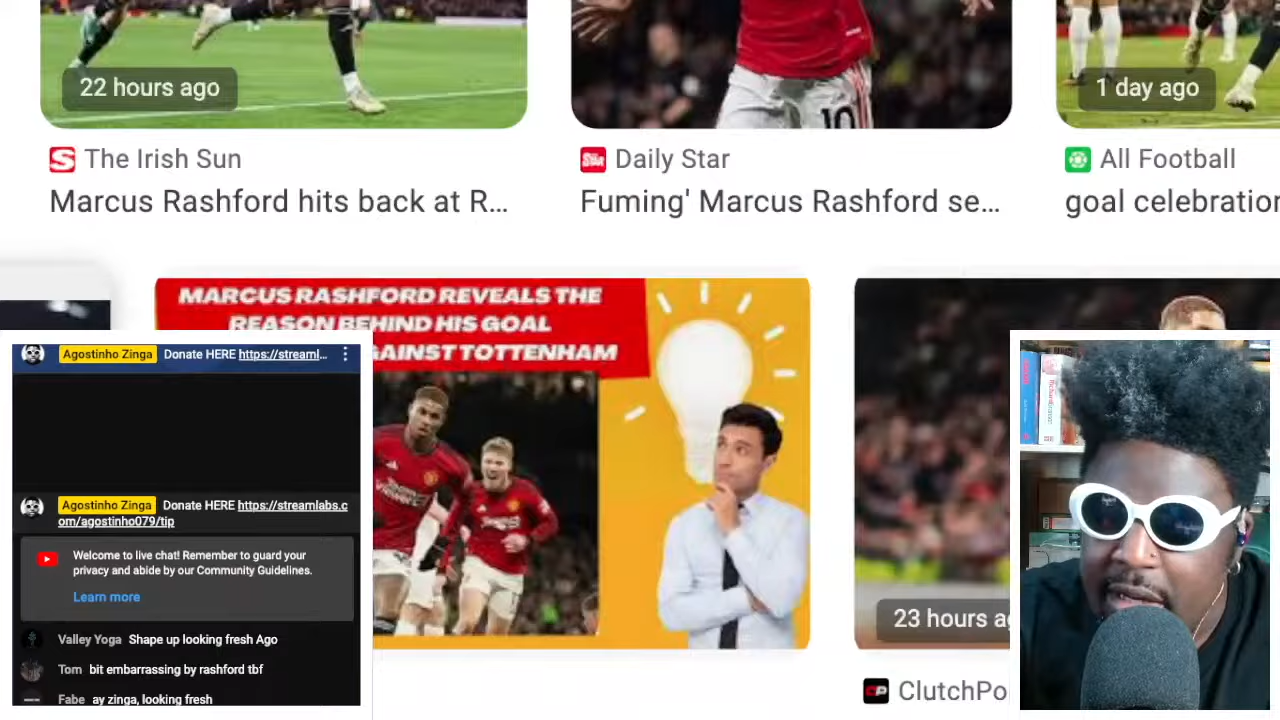 22 hours ago
10
1 day ago
The Irish Sun
Daily Star
All Football
Marcus Rashford hits back at R...
Fuming' Marcus Rashford se...
goal celebration
MARCUS RASHFORD REVEALS THE
REASON BEHIND HIS GOAL
AGAINST TOTTENHAM
Agostinho Zinga Donate HERE https://streaml...
Agostinho Zinga Donate HERE https://streamlabs.c
om/agostinho079/tip
Welcome to live chat! Remember to guard your
privacy and abide by our Community Guidelines.
Learn more
Valley Yoga Shape up looking fresh Ago
Tom bit embarrassing by rashford tbf
Fabe ay zinga, looking fresh
23 hours a
ClutchPo